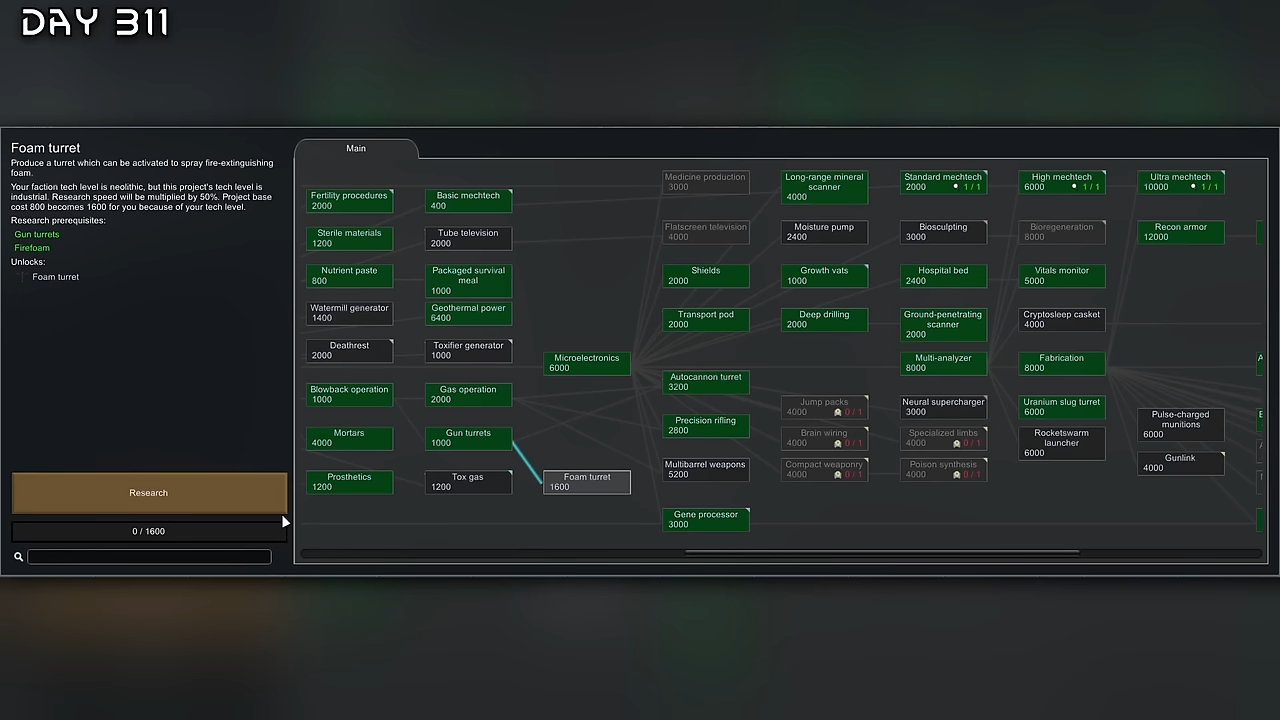 DAY 311
Foam turret
Produce a turret which can be activated to spray fire-extinguishing
foam.
Your faction tech level is neolithic, but this project's tech level is
industrial. Research speed will be multiplied by 50%. Project base
cost 800 becomes 1600 for you because of your tech level.
Research prerequisites:
Gun turrets
Firefoam
Unlocks:
Foam turret
Research
0 / 1600
Main
Fertility procedures
2000
Sterile materials
1200
Nutrient paste
800
Watermill generator
1400
Deathrest
2000
Blowback operation
1000
Mortars
4000
Prosthetics
1200
Basic mechtech
400
Tube television
2000
Packaged survival
meal
1000
Geothermal power
6400
Toxifier generator
1000
Gas operation
2000
Gun turrets
1000
Tox gas
1200
Microelectronics
6000
Foam turret
1600
Medicine production
3000
Flatscreen television
4000
Shields
2000
Transport pod
2000
Autocannon turret
3200
Precision rifling
2800
Multibarrel weapons
5200
Gene processor
3000
Long-range mineral
scanner
4000
Moisture pump
2400
Growth vats
1000
Deep drilling
2000
Jump packs
4000 0 / 1
Brain wiring
4000 0 / 1
Compact weaponry
4000 0 / 1
Standard mechtech
2000 1 / 1
Biosculpting
3000
Hospital bed
2400
Ground-penetrating
scanner
2000
Multi-analyzer
8000
Neural supercharger
3000
Specialized limbs
4000 0 / 1
Poison synthesis
4000 0 / 1
High mechtech
6000 1 / 1
Bioregeneration
8000
Vitals monitor
5000
Cryptosleep casket
4000
Fabrication
8000
Uranium slug turret
6000
Rocketswarm
launcher
6000
Ultra mechtech
10000 1 / 1
Recon armor
12000
Pulse-charged
munitions
6000
Gunlink
4000